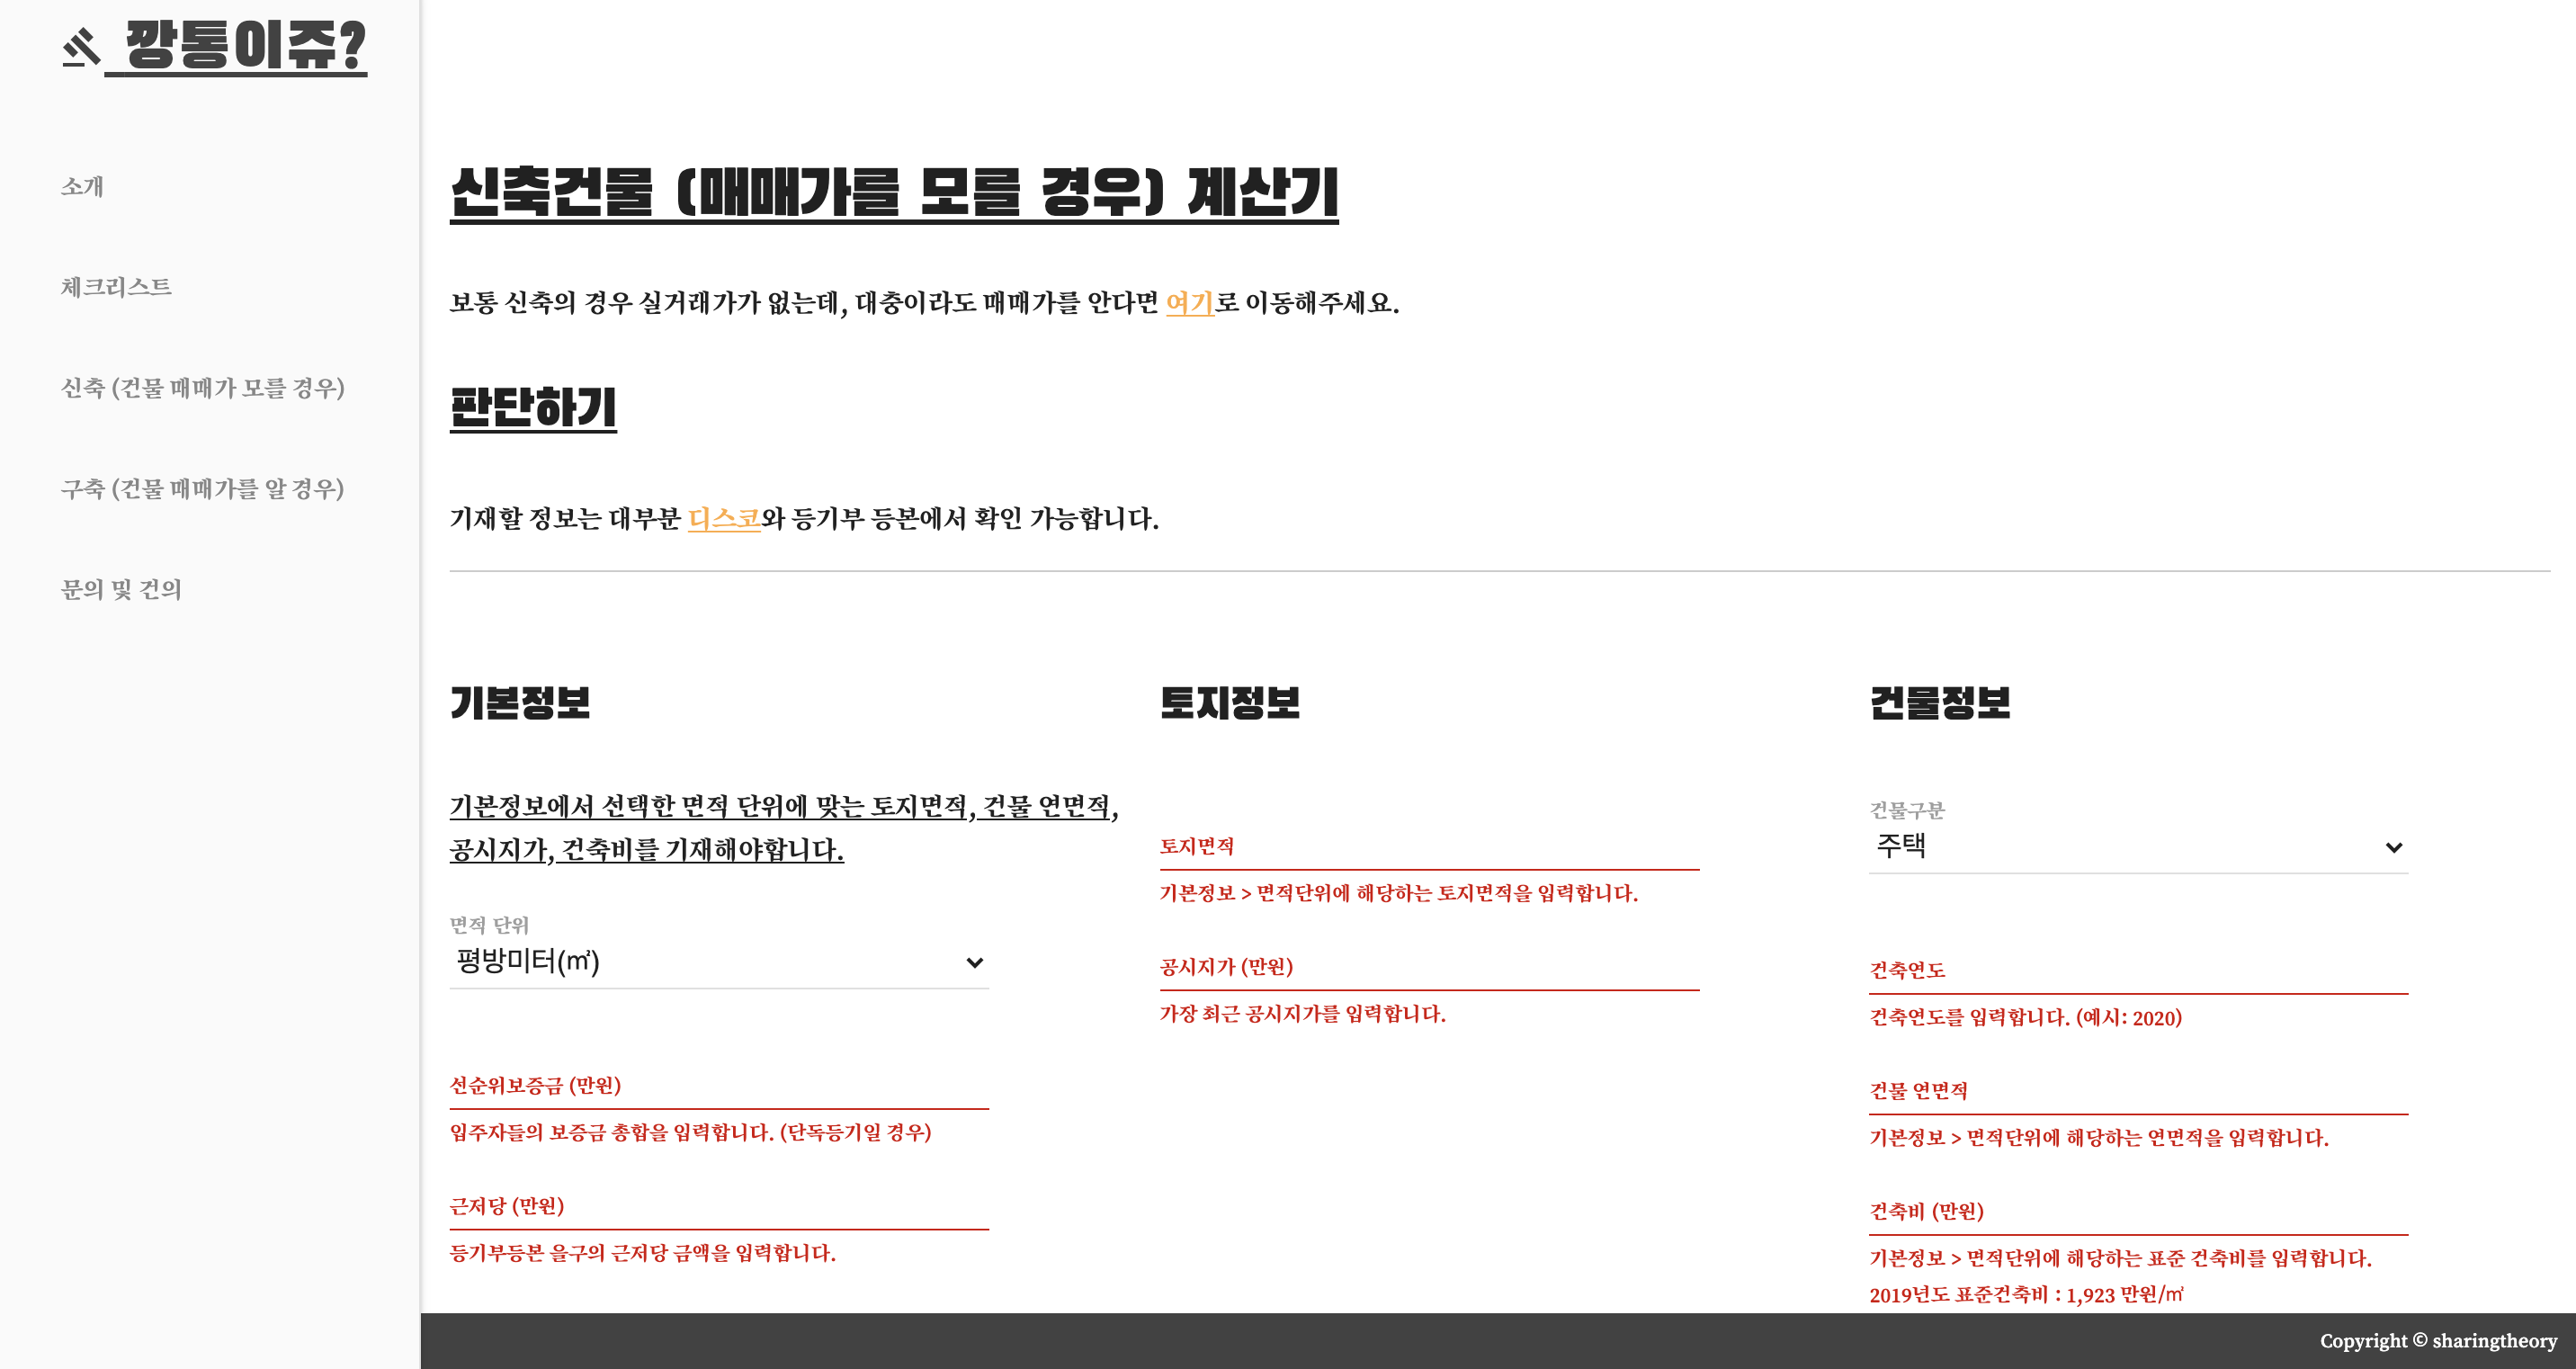 깡통이쥬?
소개
체크리스트
신축 (건물 매매가 모를 경우)
구축 (건물 매매가를 알 경우)
문의 및 건의
신축건물 (매매가를 모를 경우) 계산기
보통 신축의 경우 실거래가가 없는데, 대충이라도 매매가를 안다면 여기로 이동해주세요.
판단하기
기재할 정보는 대부분 디스코와 등기부 등본에서 확인 가능합니다.
기본정보
기본정보에서 선택한 면적 단위에 맞는 토지면적, 건물 연면적,
공시지가, 건축비를 기재해야합니다.
면적 단위
평방미터(㎡)
선순위보증금 (만원)
입주자들의 보증금 총합을 입력합니다. (단독등기일 경우)
근저당 (만원)
등기부등본 을구의 근저당 금액을 입력합니다.
토지정보
토지면적
기본정보 > 면적단위에 해당하는 토지면적을 입력합니다.
공시지가 (만원)
가장 최근 공시지가를 입력합니다.
건물정보
건물구분
주택
건축연도
건축연도를 입력합니다. (예시: 2020)
건물 연면적
기본정보 > 면적단위에 해당하는 연면적을 입력합니다.
건축비 (만원)
기본정보 > 면적단위에 해당하는 표준 건축비를 입력합니다.
2019년도 표준건축비 : 1,923 만원/㎡
Copyright © sharingtheory